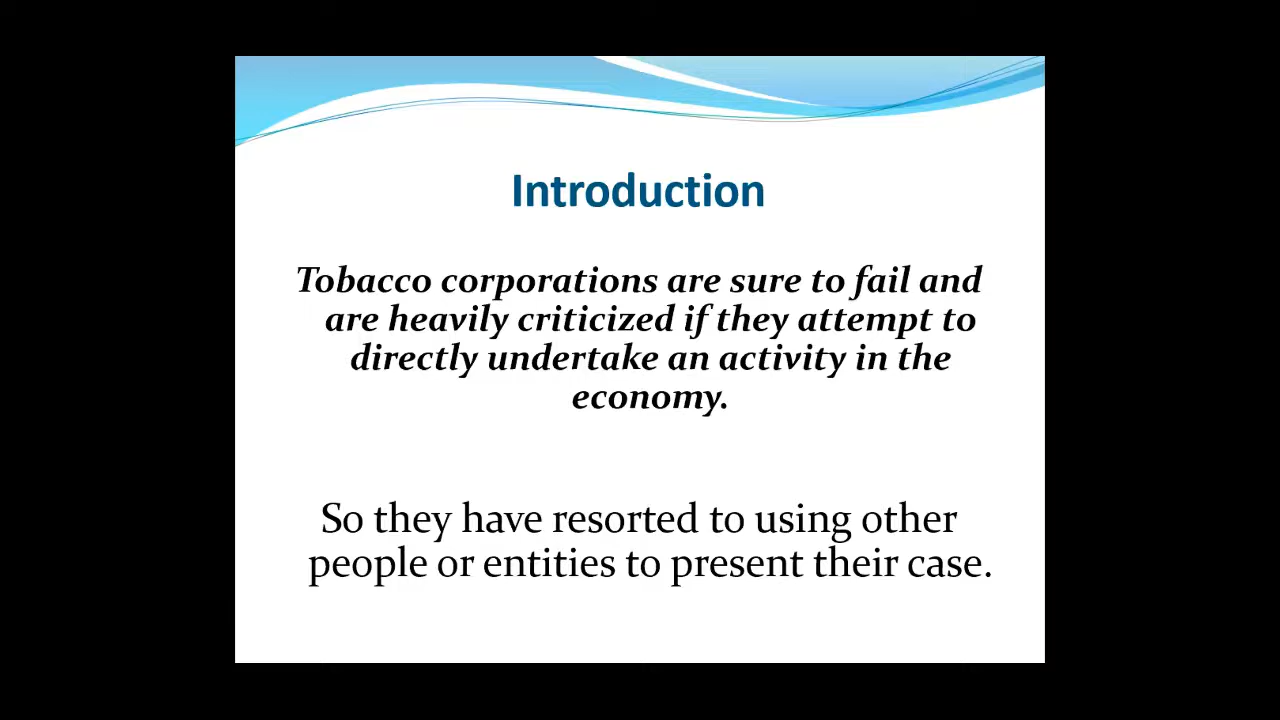 Introduction
Tobacco corporations are sure to fail and
are heavily criticized if they attempt to
directly undertake an activity in the
economy.
So they have resorted to using other
people or entities to present their case.